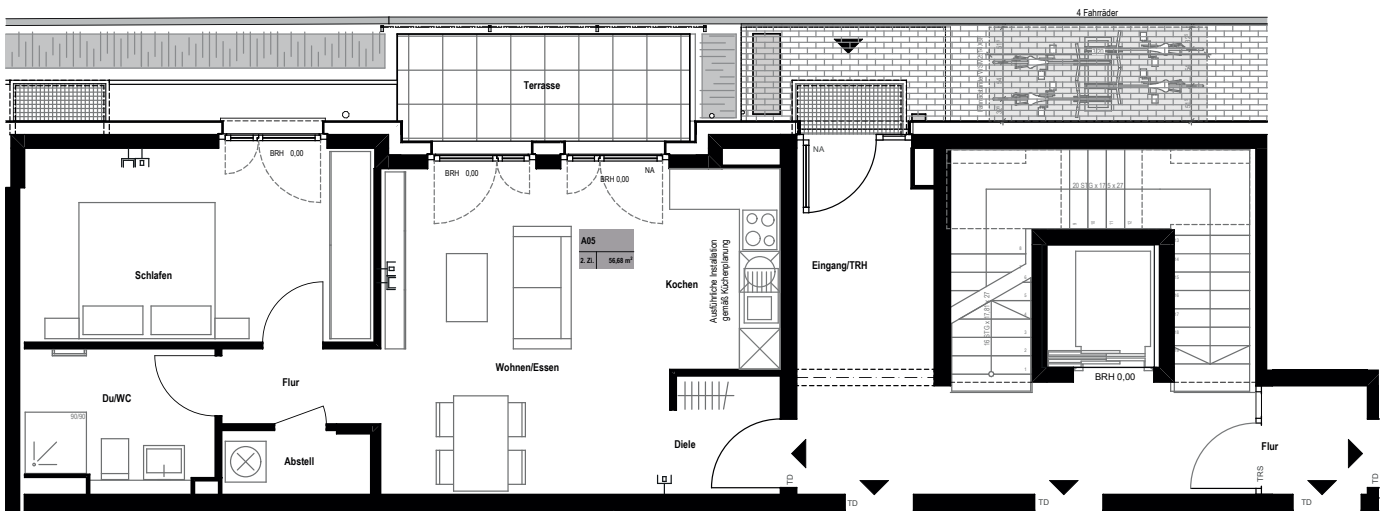 4 Fahrräder
Terrasse
BRH 0,00
BRH 0,00
BRH 0,00
NA
NA
A05
2. Zi. 56,68 m²
Schlafen
Kochen
Ausführliche Installation
gemäß Küchenplanung
Eingang/TRH
20 STG x 17,5 x 27
16 STG x 17,81 x 27
BRH 0,00
Wohnen/Essen
Flur
Du/WC
90/90
Abstell
Diele
Flur
TD
TRS
TD
TD
TD
TD